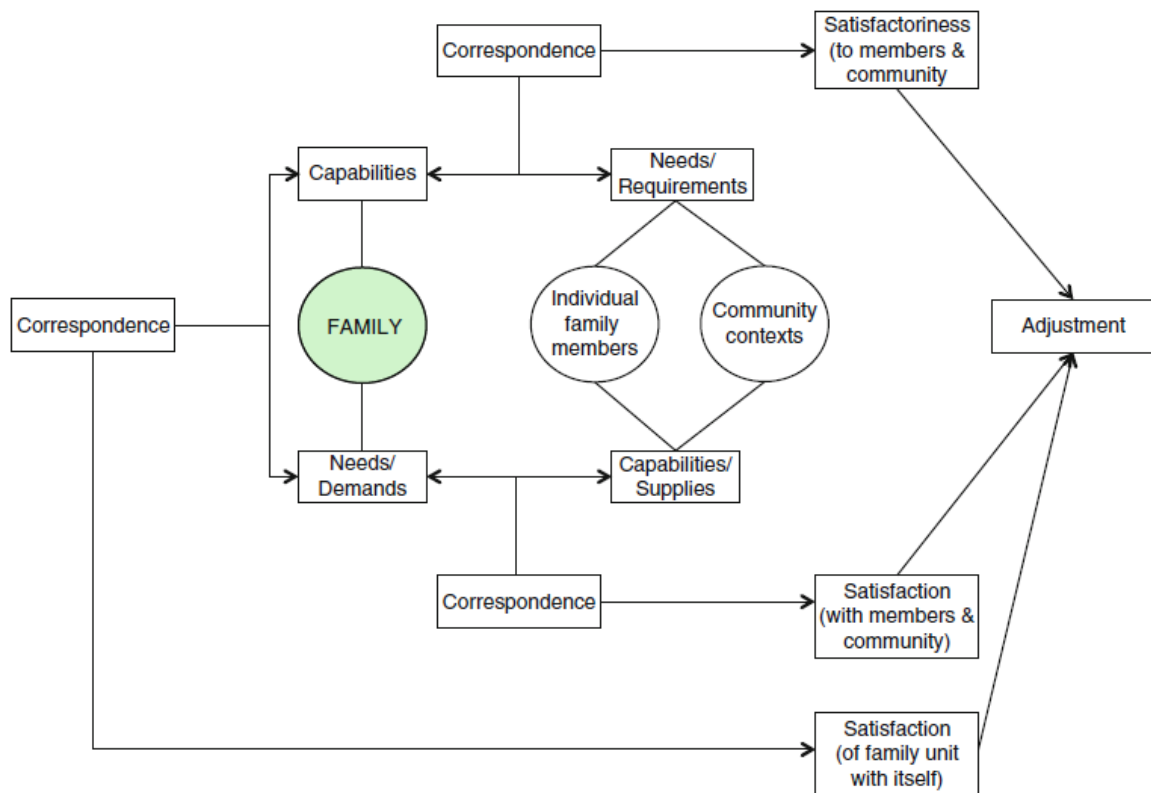 Correspondence
Satisfactoriness
(to members &
community
Capabilities
Needs/
Requirements
Correspondence
FAMILY
Individual
family
members
Community
contexts
Adjustment
Needs/
Demands
Capabilities/
Supplies
Correspondence
Satisfaction
(with members &
community)
Satisfaction
(of family unit
with itself)